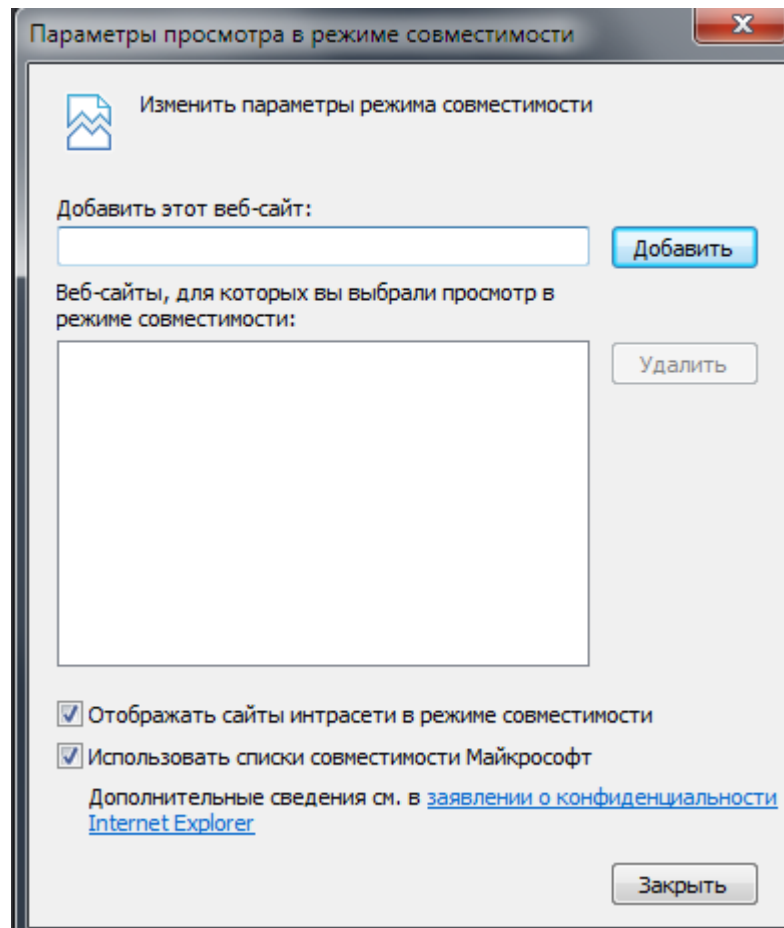 Параметры просмотра в режиме совместимости
Изменить параметры режима совместимости
Добавить этот веб-сайт:
Добавить
Веб-сайты, для которых вы выбрали просмотр в
режиме совместимости:
Удалить
Отображать сайты интрасети в режиме совместимости
Использовать списки совместимости Майкрософт
Дополнительные сведения см. в заявлении о конфиденциальности
Internet Explorer
Закрыть